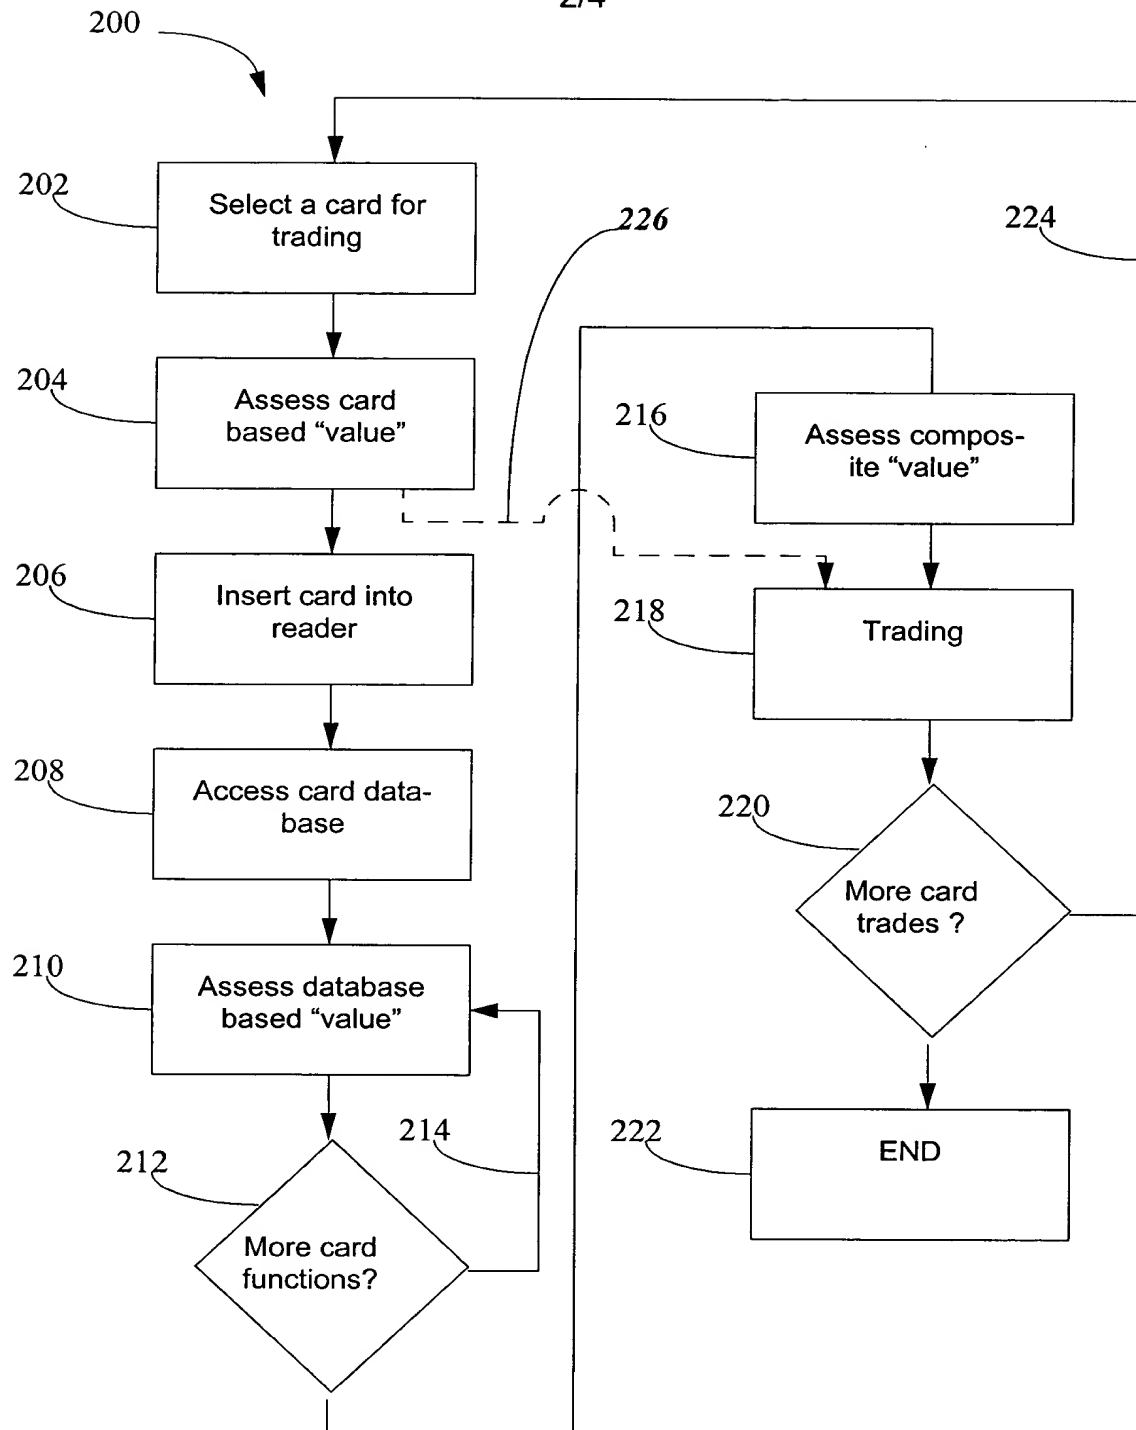 2/4
200
202
Select a card for
trading
226
224
204
Assess card
based “value”
216
Assess compos-
ite “value”
206
Insert card into
reader
218
Trading
208
Access card data-
base
220
More card
trades ?
210
Assess database
based “value”
214
212
More card
functions?
222
END